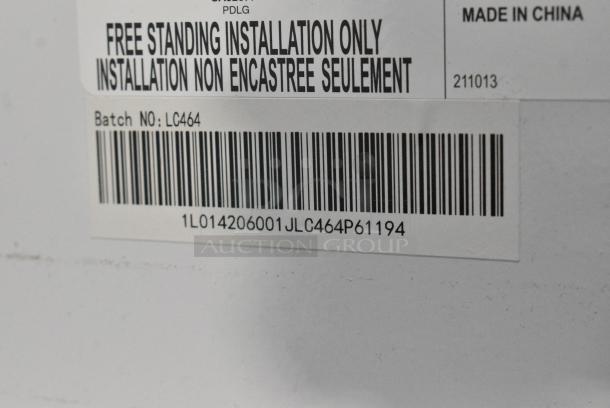 PDLG
FREE STANDING INSTALLATION ONLY
INSTALLATION NON ENCASTREE SEULEMENT
MADE IN CHINA
211013
Batch NO: LC464
1L014206001JLC464P61194
AUCTION GROUP